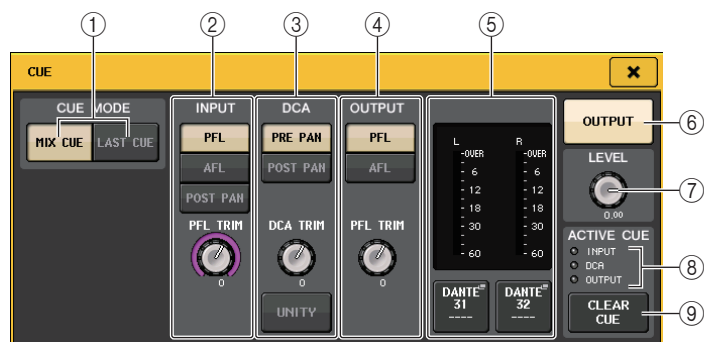 ① ② ③ ④ ⑤
CUE
×
CUE MODE
MIX CUE LAST CUE
INPUT
PFL
AFL
POST PAN
PFL TRIM
0
DCA
PRE PAN
POST PAN
DCA TRIM
0
UNITY
OUTPUT
PFL
AFL
PFL TRIM
0
L R
-OVER -OVER
- 6 - 6
- 12 - 12
- 18 - 18
- 30 - 30
- 60 - 60
DANTE 
31
----
DANTE
32
----
OUTPUT ⑥
LEVEL
⑦
0.00
ACTIVE CUE
INPUT
DCA ⑧
OUTPUT
CLEAR
CUE ⑨